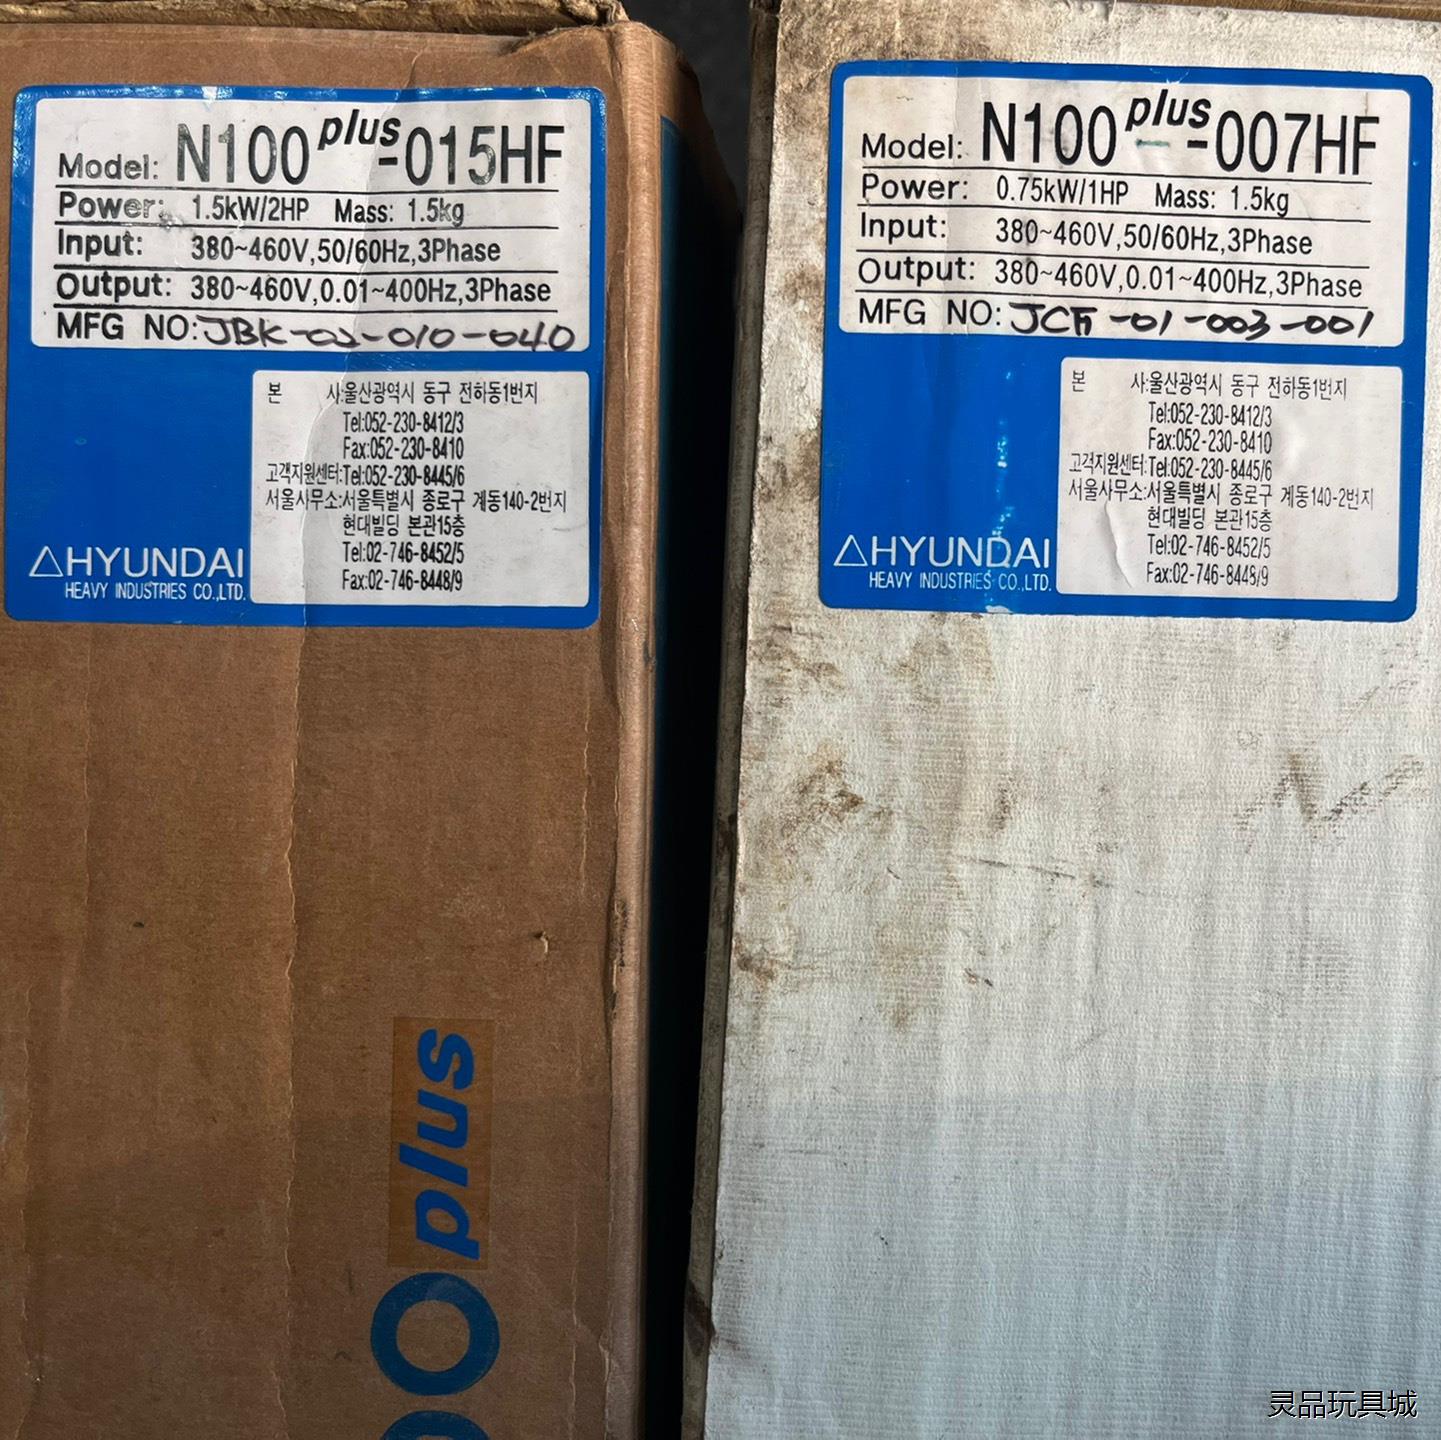 Model: N100 plus -015HF
Power: 1.5kW/2HP Mass: 1.5kg
Input: 380~460V,50/60Hz,3Phase
Output: 380~460V,0.01~400Hz,3Phase
MFG NO: JBK-02-010-040
본 사:울산광역시 동구 전하동1번지
Tel:052-230-8412/3
Fax:052-230-8410
고객지원센터:Tel:052-230-8445/6
서울사무소:서울특별시 종로구 계동140-2번지
현대빌딩 본관15층
Tel:02-746-8452/5
Fax:02-746-8448/9
HYUNDAI
HEAVY INDUSTRIES CO.,LTD.
Model: N100 plus -007HF
Power: 0.75kW/1HP Mass: 1.5kg
Input: 380~460V,50/60Hz,3Phase
Output: 380~460V,0.01~400Hz,3Phase
MFG NO: -01-003-001
본 사:울산광역시 동구 전하동1번지
Tel:052-230-8412/3
Fax:052-230-8410
고객지원센터:Tel:052-230-8445/6
서울사무소:서울특별시 종로구 계동140-2번지
현대빌딩 본관15층
Tel:02-746-8452/5
Fax:02-746-8448/9
HYUNDAI
HEAVY INDUSTRIES CO.,LTD.
plus
灵品玩具城